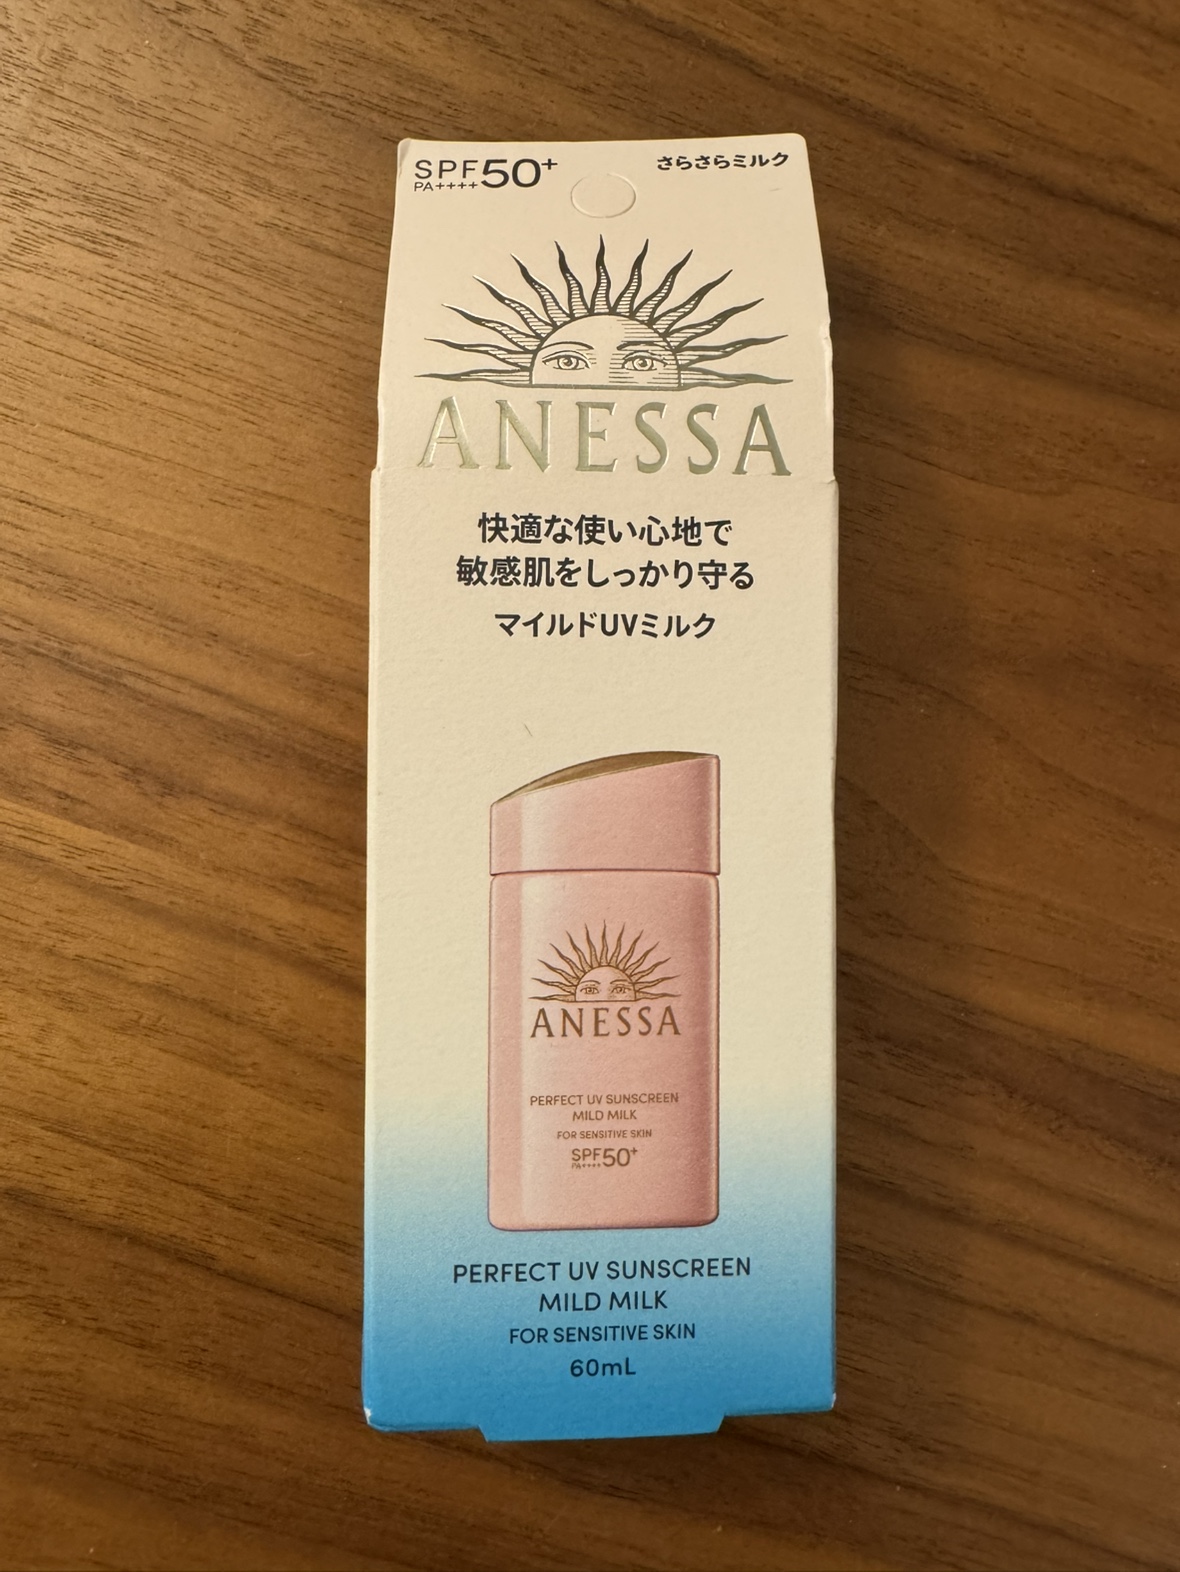 SPF50+
PA++++
さらさらミルク
ANESSA
快適な使い心地で
敏感肌をしっかり守る
マイルドUVミルク
ANESSA
PERFECT UV SUNSCREEN
MILD MILK
FOR SENSITIVE SKIN
SPF50+
PA++++
PERFECT UV SUNSCREEN
MILD MILK
FOR SENSITIVE SKIN
60mL